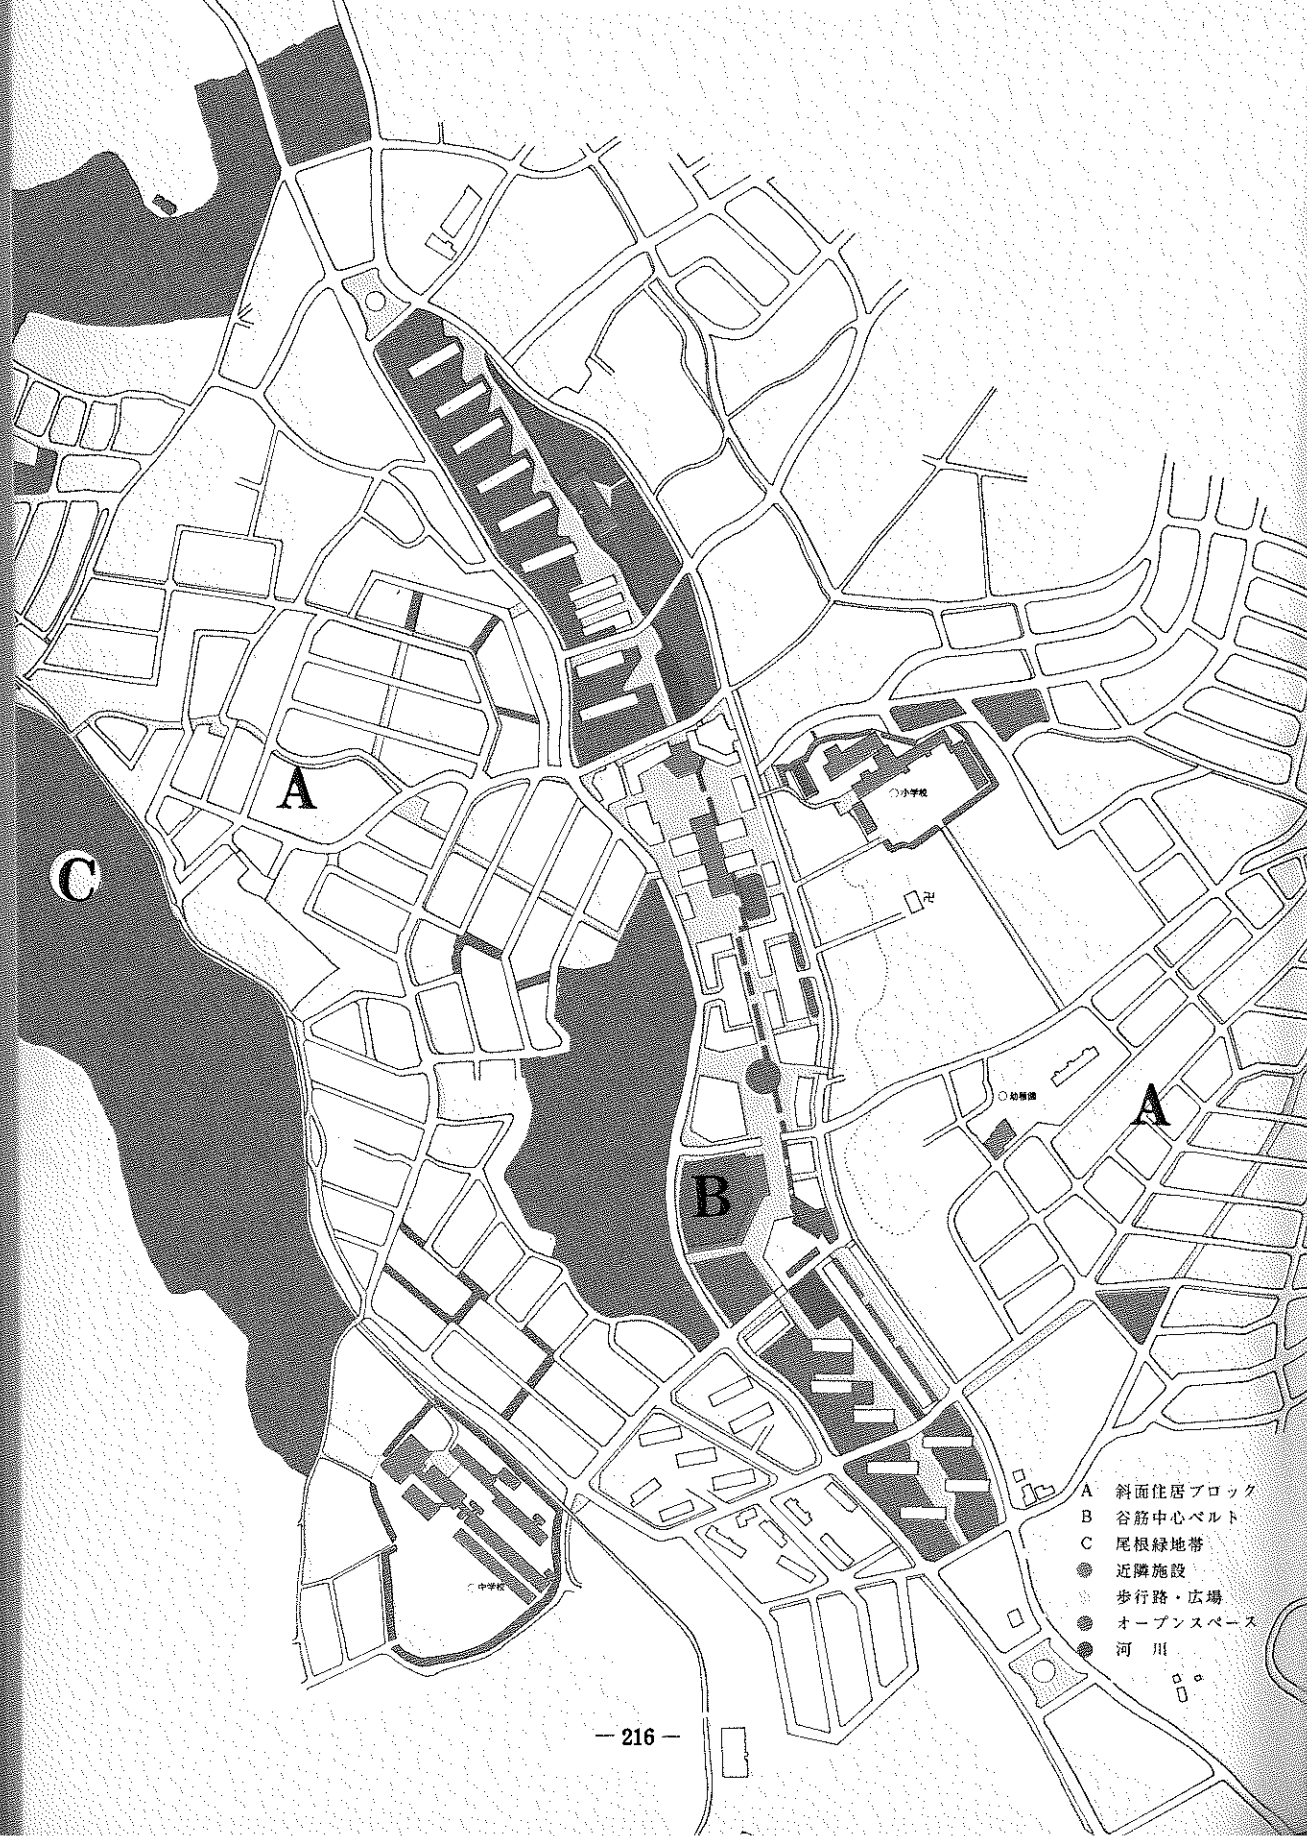 ○小学校
卍
A
C
○幼稚園
A
B
A 斜面住居ブロック
B 谷筋中心ベルト
C 尾根緑地帯
近隣施設
歩行路・広場
オープンスペース
河 川
○中学校
— 216 —